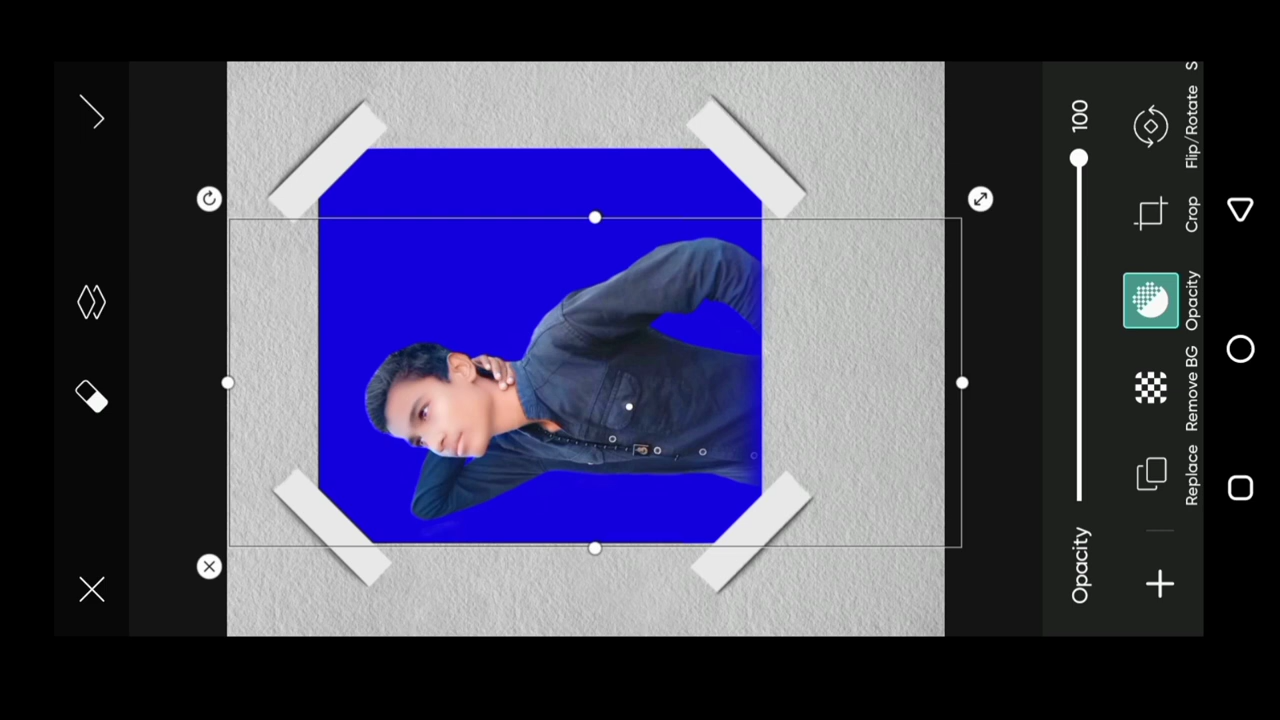 Opacity 100
Replace
Remove BG
Opacity
Crop
Flip/Rotate
S